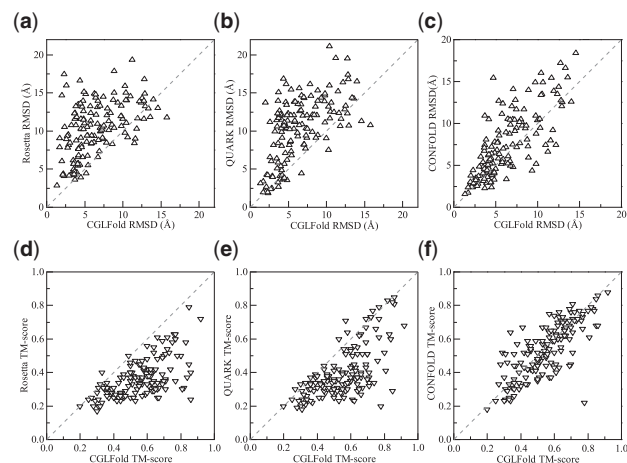 (a) (b) (c)
20
15
10
5
0
Rosetta RMSD (Å)
0 5 10 15 20
CGLFold RMSD (Å)
20
15
10
5
0
QUARK RMSD (Å)
0 5 10 15 20
CGLFold RMSD (Å)
20
15
10
5
0
CONFOLD RMSD(Å)
0 5 10 15 20
CGLFold RMSD (Å)
(d) (e) (f)
1.0
0.8
0.6
0.4
0.2
0.0
Rosetta TM-score
0.0 0.2 0.4 0.6 0.8 1.0
CGLFold TM-score
1.0
0.8
0.6
0.4
0.2
0.0
QUARK TM-score
0.0 0.2 0.4 0.6 0.8 1.0
CGLFold TM-score
1.0
0.8
0.6
0.4
0.2
0.0
CONFOLD TM-score
0.0 0.2 0.4 0.6 0.8 1.0
CGLFold TM-score